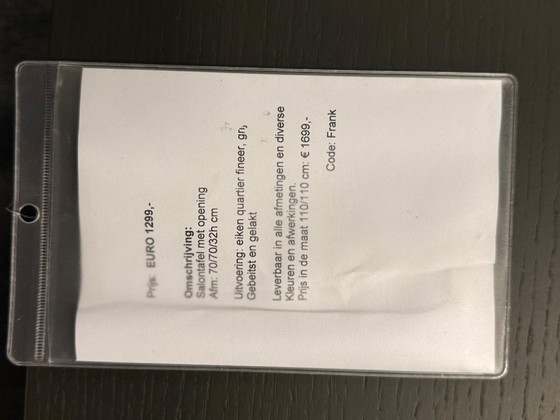 Prijs: EURO 1299,-
Omschrijving:
Salontafel met opening
Afm: 70/70/32h cm
Uitvoering: eiken quartier fineer, gn,
Gebeitst en gelakt
Leverbaar in alle afmetingen en diverse
Kleuren en afwerkingen.
Prijs in de maat 110/110 cm: € 1699,-
Code: Frank